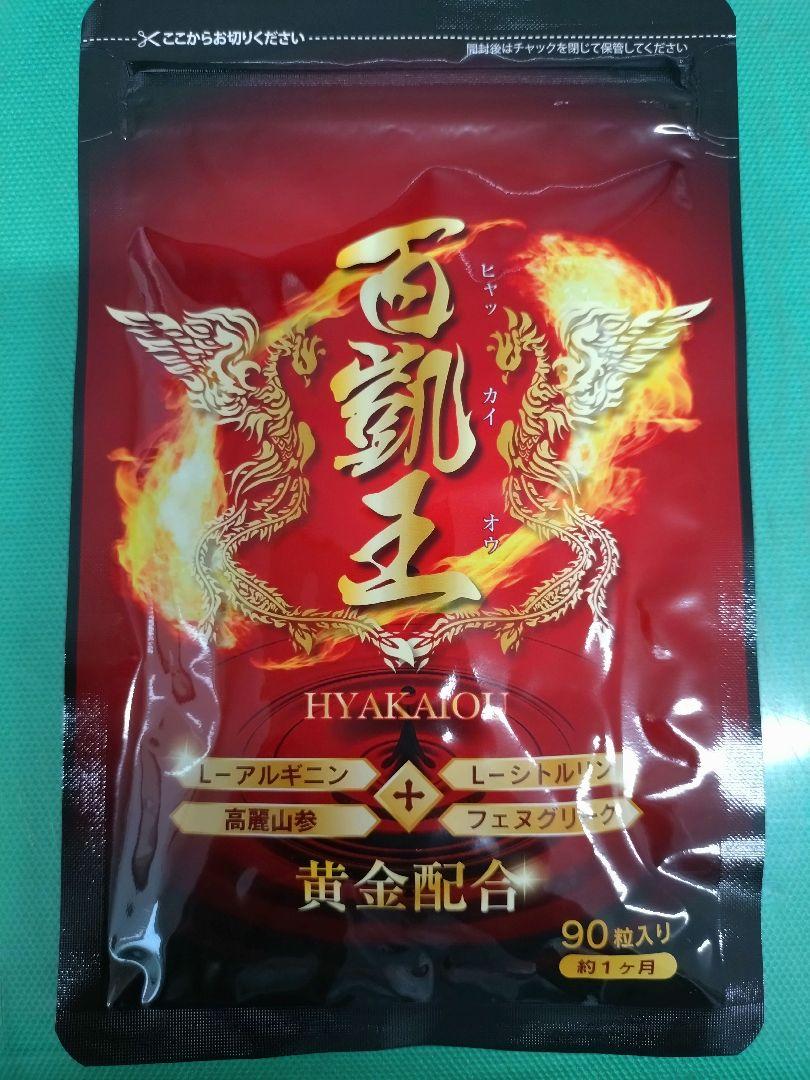 ここからお切りください
開封後はチャックを閉じて保管してください
百凱王
ヒャッ カイ オウ
HYAKAIOU
L-アルギニン
L-シトルリン
高麗山参
フェヌグリーク
黄金配合
90粒入り
約1ヶ月